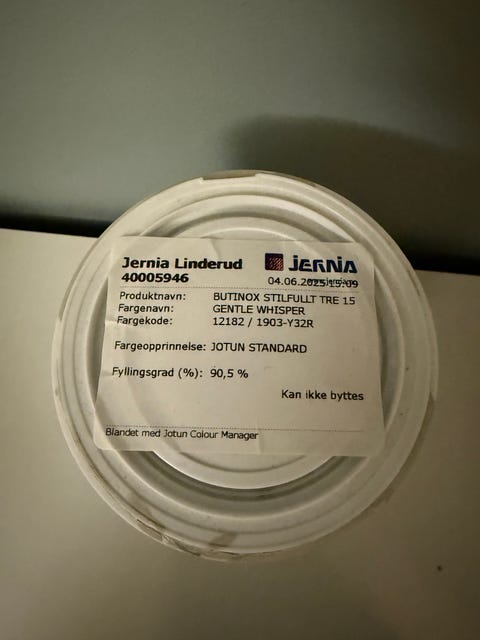 Jernia Linderud
JERNIA
40005946
04.06.2025 15:09
Produktnavn: BUTINOX STILFULLT TRE 15
Fargenavn: GENTLE WHISPER
Fargekode: 12182 / 1903-Y32R
Fargeopprinnelse: JOTUN STANDARD
Fyllingsgrad (%): 90,5 %
Kan ikke byttes
Blandet med Jotun Colour Manager